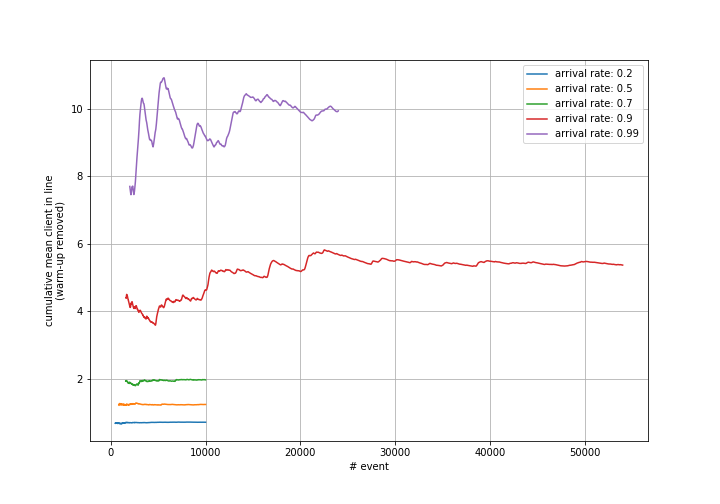 arrival rate: 0.2
arrival rate: 0.5
arrival rate: 0.7
arrival rate: 0.9
arrival rate: 0.99
10
8
6
4
2
cumulative mean client in line
(warm-up removed)
0 10000 20000 30000 40000 50000
# event